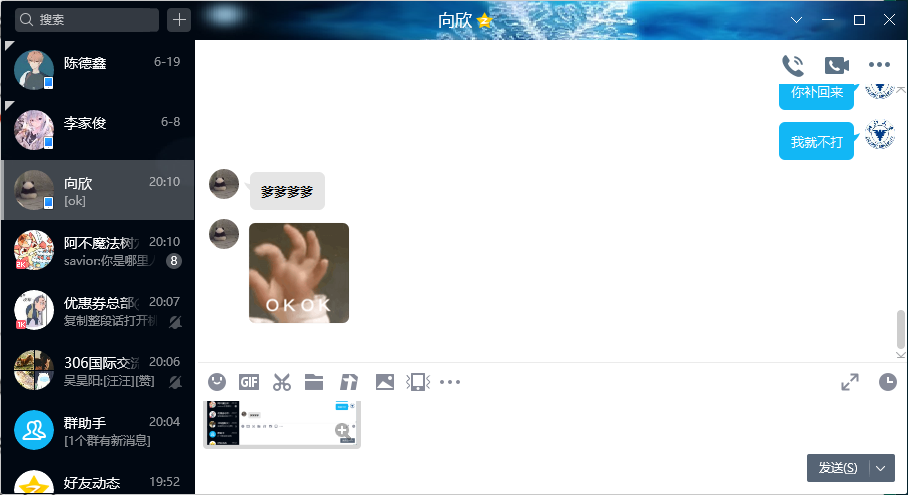 搜索
向欣
陈德鑫 6-19
李家俊 6-8
向欣 20:10
[ok]
阿不魔法树 20:10
savior:你是哪里 8
2K
优惠券总部 20:07
复制整段话打开
1K
306国际交流 20:06
吴昊阳:[汪汪][赞]
群助手 20:04
[1个群有新消息]
好友动态 19:52
你补回来
我就不打
爹爹爹爹
OKOK
GIF
发送(S)